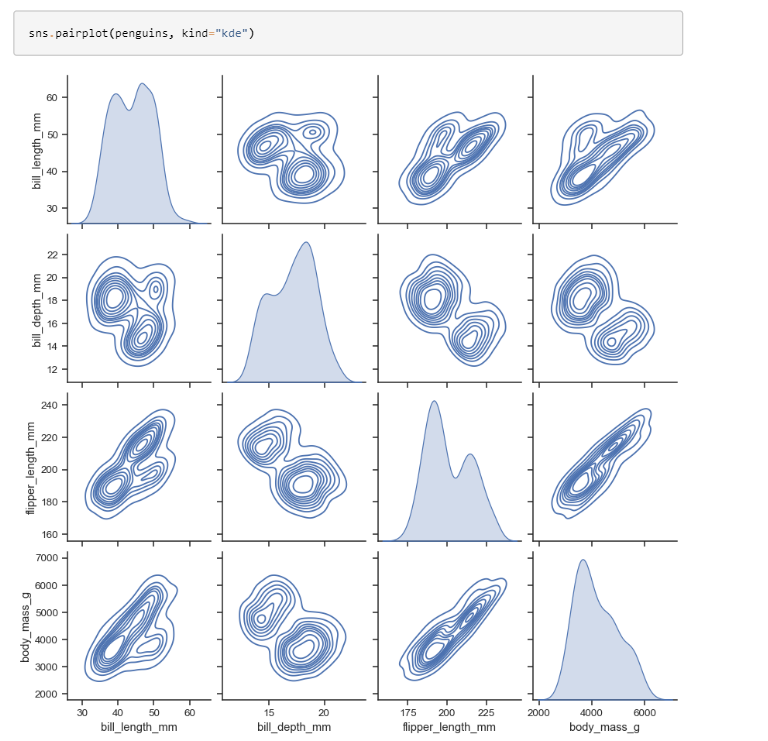 sns.pairplot(penguins, kind="kde")
bill_length_mm
60
50
40
30
bill_depth_mm
22
20
18
16
14
12
flipper_length_mm
240
220
200
180
160
body_mass_g
7000
6000
5000
4000
3000
2000
30 40 50 60
15 20
175 200 225
2000 4000 6000
bill_length_mm
bill_depth_mm
flipper_length_mm
body_mass_g